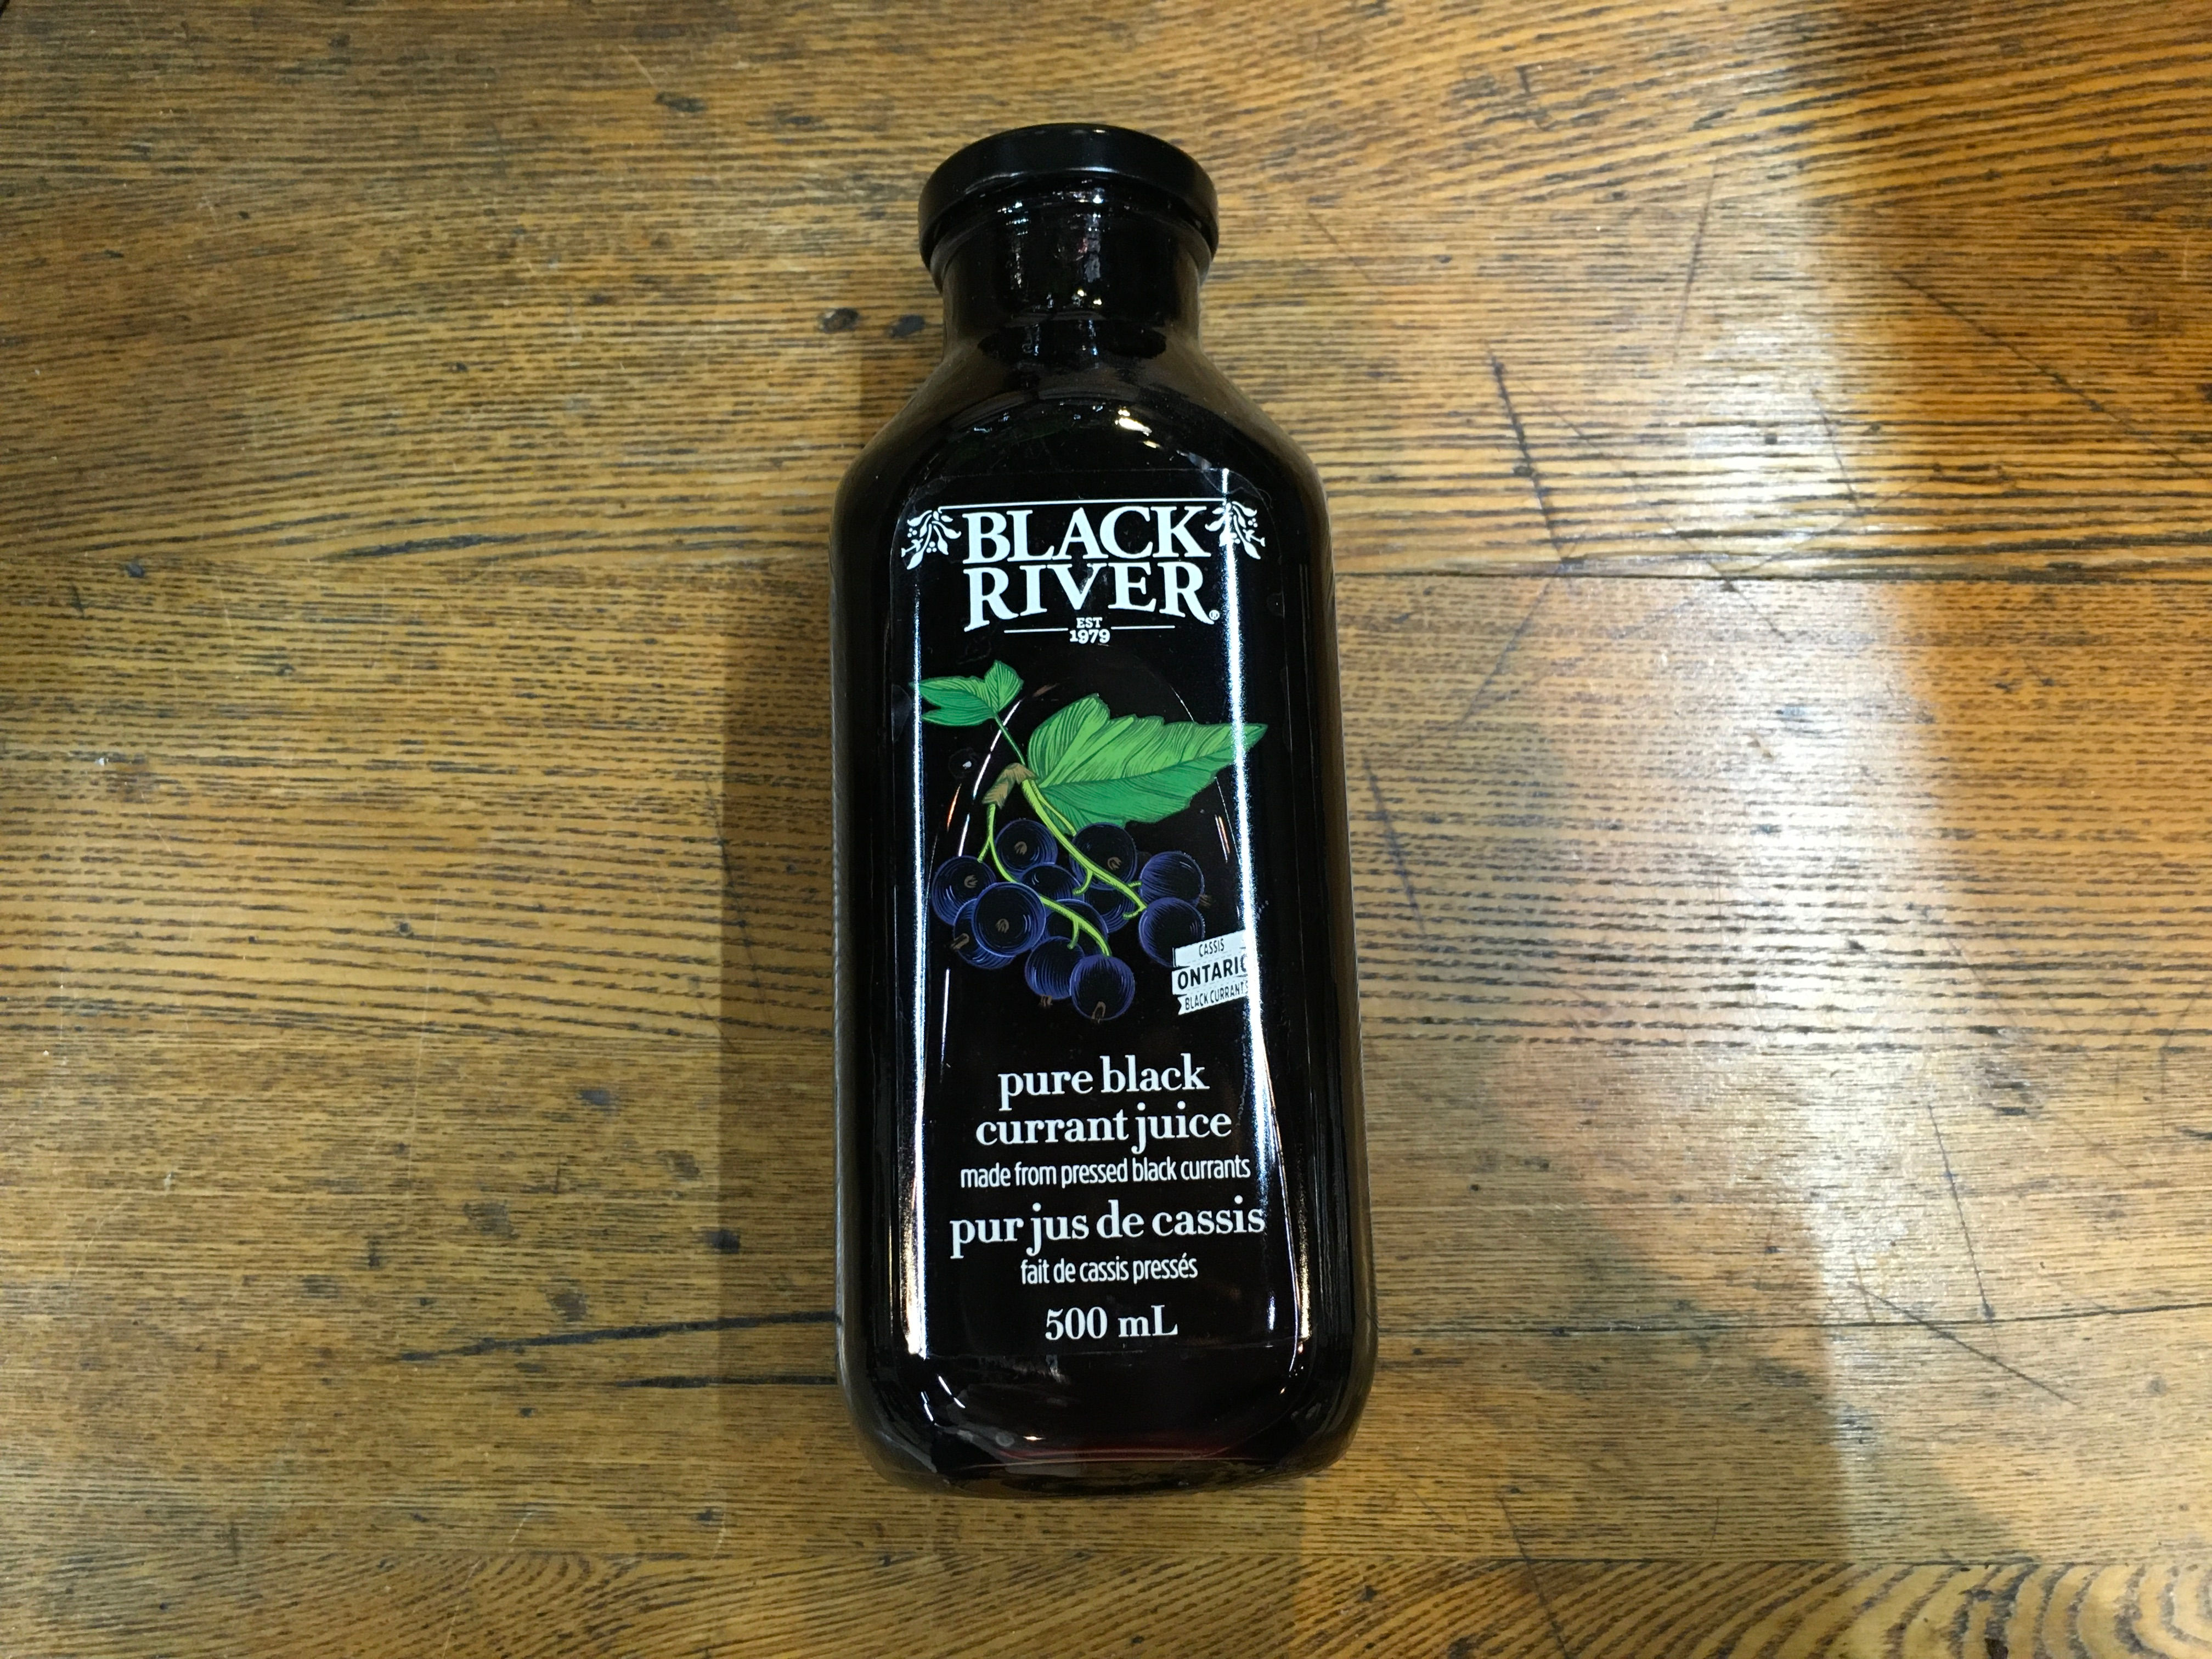 BLACK
RIVER®
EST
1979
CASSIS
ONTARIO
BLACK CURRANTS
pure black
currant juice
made from pressed black currants
pur jus de cassis
fait de cassis pressés
500 mL